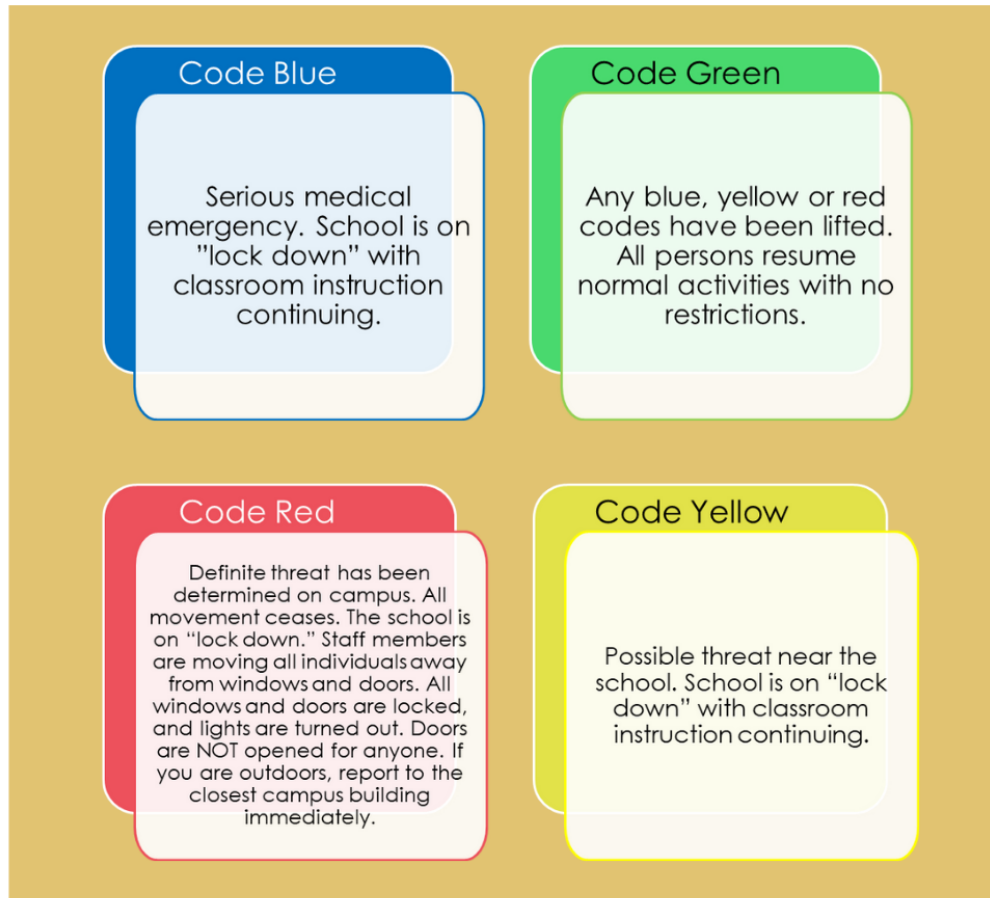 Code Blue
Serious medical
emergency. School is on
”lock down” with
classroom instruction
continuing.
Code Green
Any blue, yellow or red
codes have been lifted.
All persons resume
normal activities with no
restrictions.
Code Red
Definite threat has been
determined on campus. All
movement ceases. The school is
on “lock down.” Staff members
are moving all individuals away
from windows and doors. All
windows and doors are locked,
and lights are turned out. Doors
are NOT opened for anyone. If
you are outdoors, report to the
closest campus building
immediately.
Code Yellow
Possible threat near the
school. School is on “lock
down” with classroom
instruction continuing.